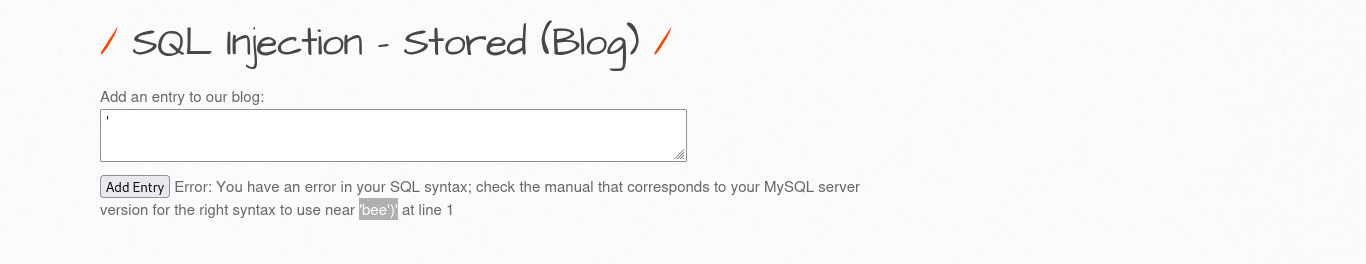 / SQL Injection - Stored (Blog) /
Add an entry to our blog:
'
Add Entry Error: You have an error in your SQL syntax; check the manual that corresponds to your MySQL server
version for the right syntax to use near 'bee')' at line 1